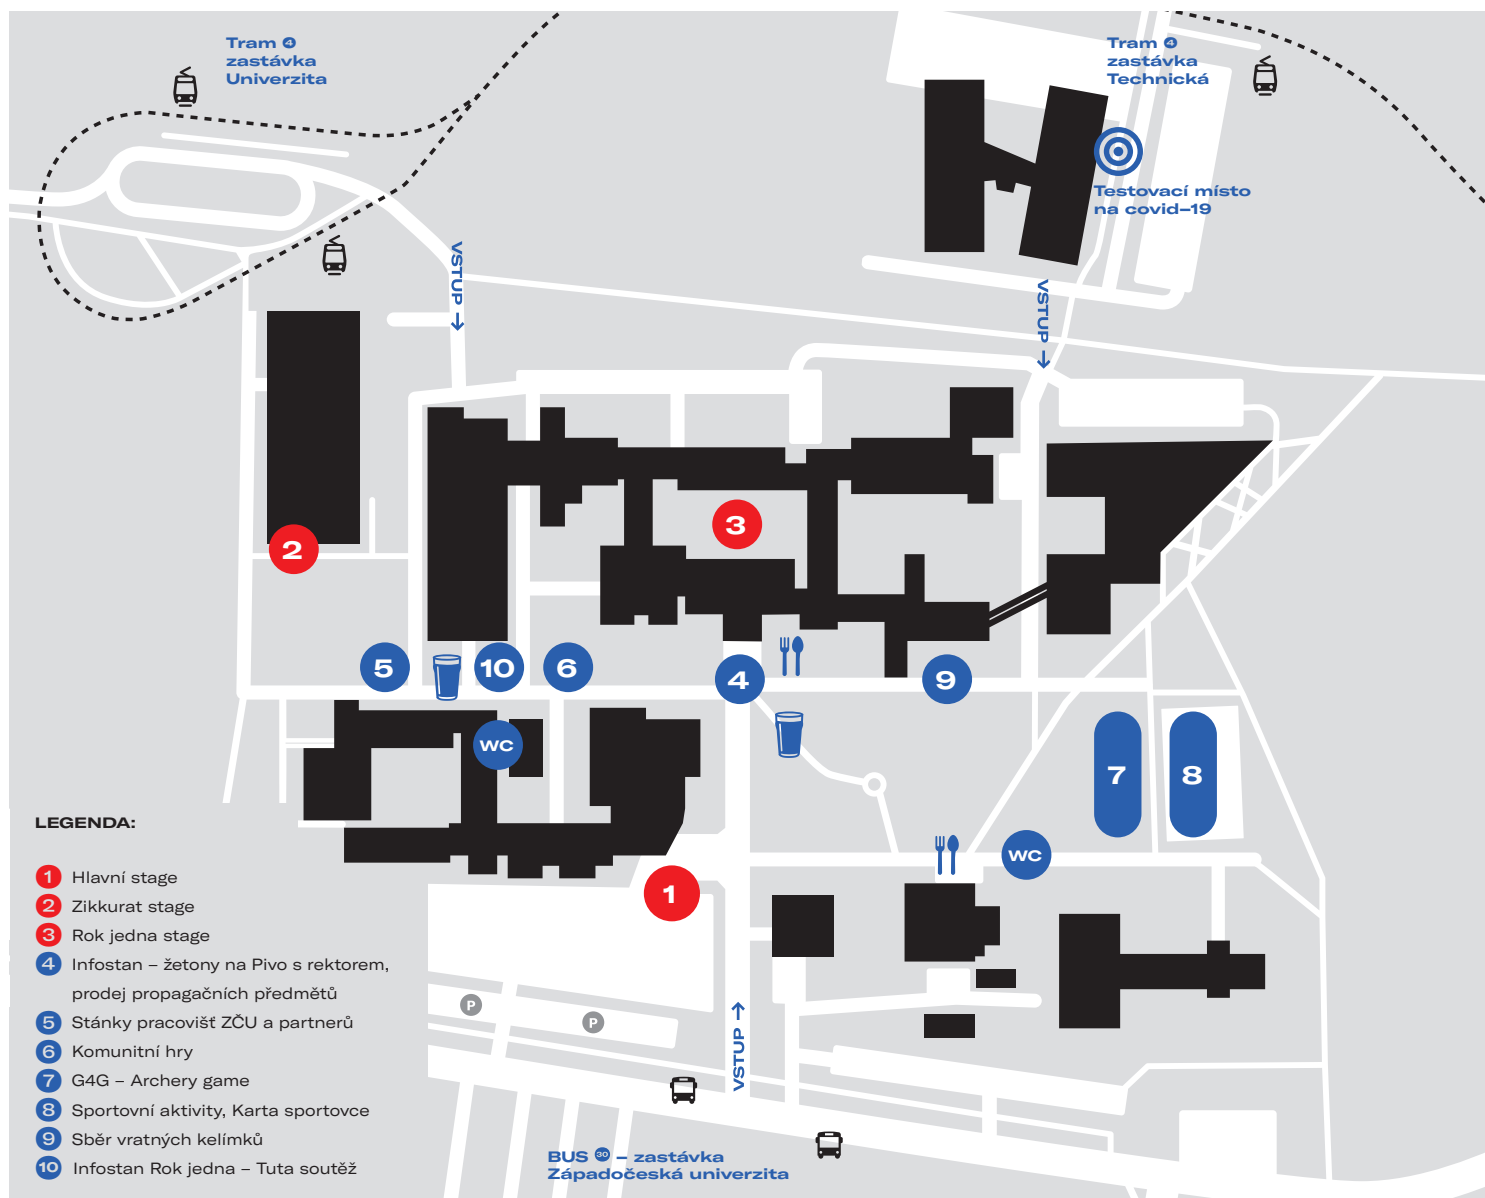 Tram 4
zastávka
Univerzita
Tram 4
zastávka
Technická
Testovací místo
na covid–19
VSTUP →
VSTUP →
2
3
5
10
6
4
9
WC
7
8
WC
1
P
P
VSTUP →
BUS 30 – zastávka
Západočeská univerzita
LEGENDA:
1 Hlavní stage
2 Zikkurat stage
3 Rok jedna stage
4 Infostan – žetony na Pivo s rektorem,
prodej propagačních předmětů
5 Stánky pracovišť ZČU a partnerů
6 Komunitní hry
7 G4G – Archery game
8 Sportovní aktivity, Karta sportovce
9 Sběr vratných kelímků
10 Infostan Rok jedna – Tuta soutěž